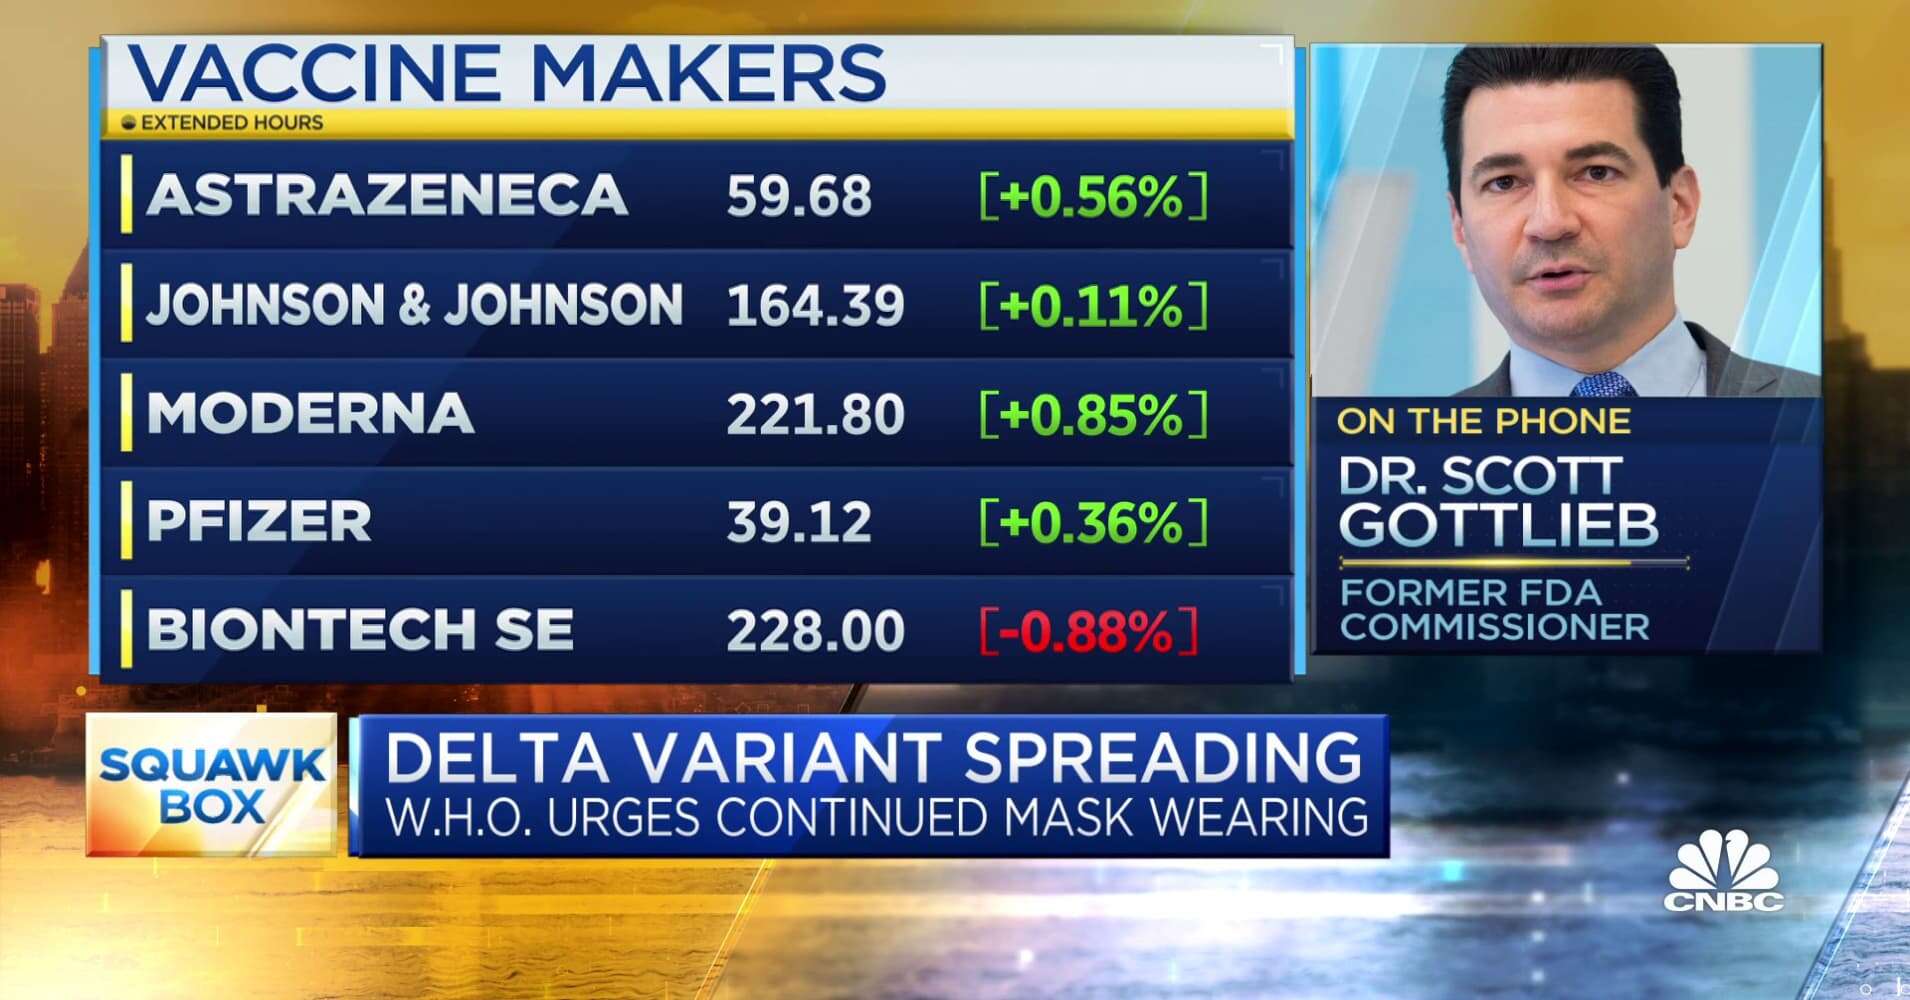 VACCINE MAKERS
EXTENDED HOURS
ASTRAZENECA 59.68 [+0.56%]
JOHNSON & JOHNSON 164.39 [+0.11%]
MODERNA 221.80 [+0.85%]
PFIZER 39.12 [+0.36%]
BIONTECH SE 228.00 [-0.88%]
ON THE PHONE
DR. SCOTT
GOTTLIEB
FORMER FDA
COMMISSIONER
SQUAWK
BOX
DELTA VARIANT SPREADING
W.H.O. URGES CONTINUED MASK WEARING
CNBC